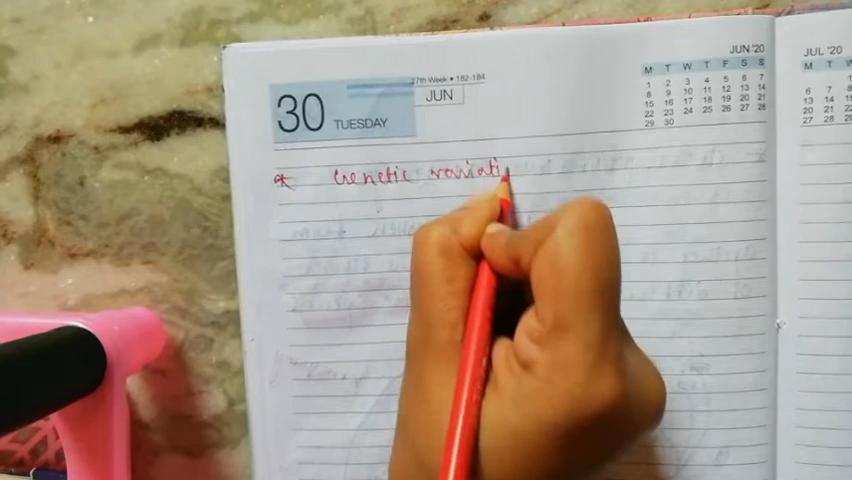 27th Week • 182-184
30 TUESDAY JUN
JUN '20
M T W T F S S
1 2 3 4 5 6 7
8 9 10 11 12 13 14
15 16 17 18 19 20 21
22 23 24 25 26 27 28
29 30
JUL '20
M T W
6 7 8
13 14
20 21
27 28
* Genetic variati